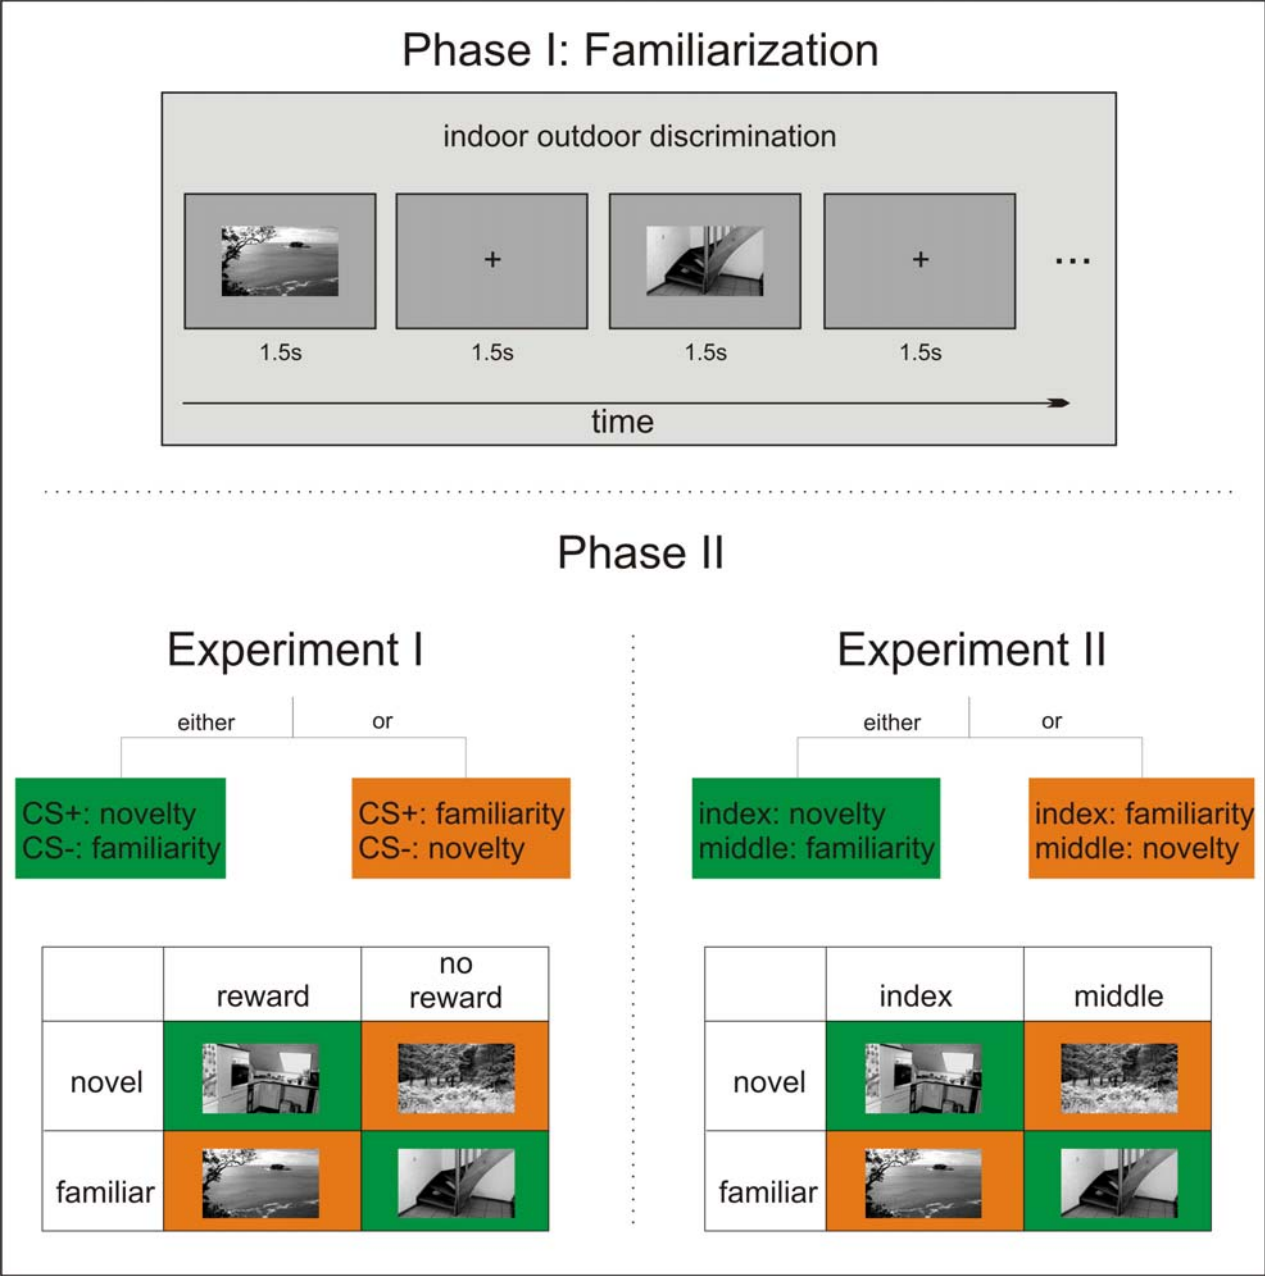 Phase I: Familiarization
indoor outdoor discrimination
+
+
...
1.5s
1.5s
1.5s
1.5s
time
Phase II
Experiment I
either
or
CS+: novelty
CS-: familiarity
CS+: familiarity
CS-: novelty
reward
no
reward
novel
familiar
Experiment II
either
or
index: novelty
middle: familiarity
index: familiarity
middle: novelty
index
middle
novel
familiar